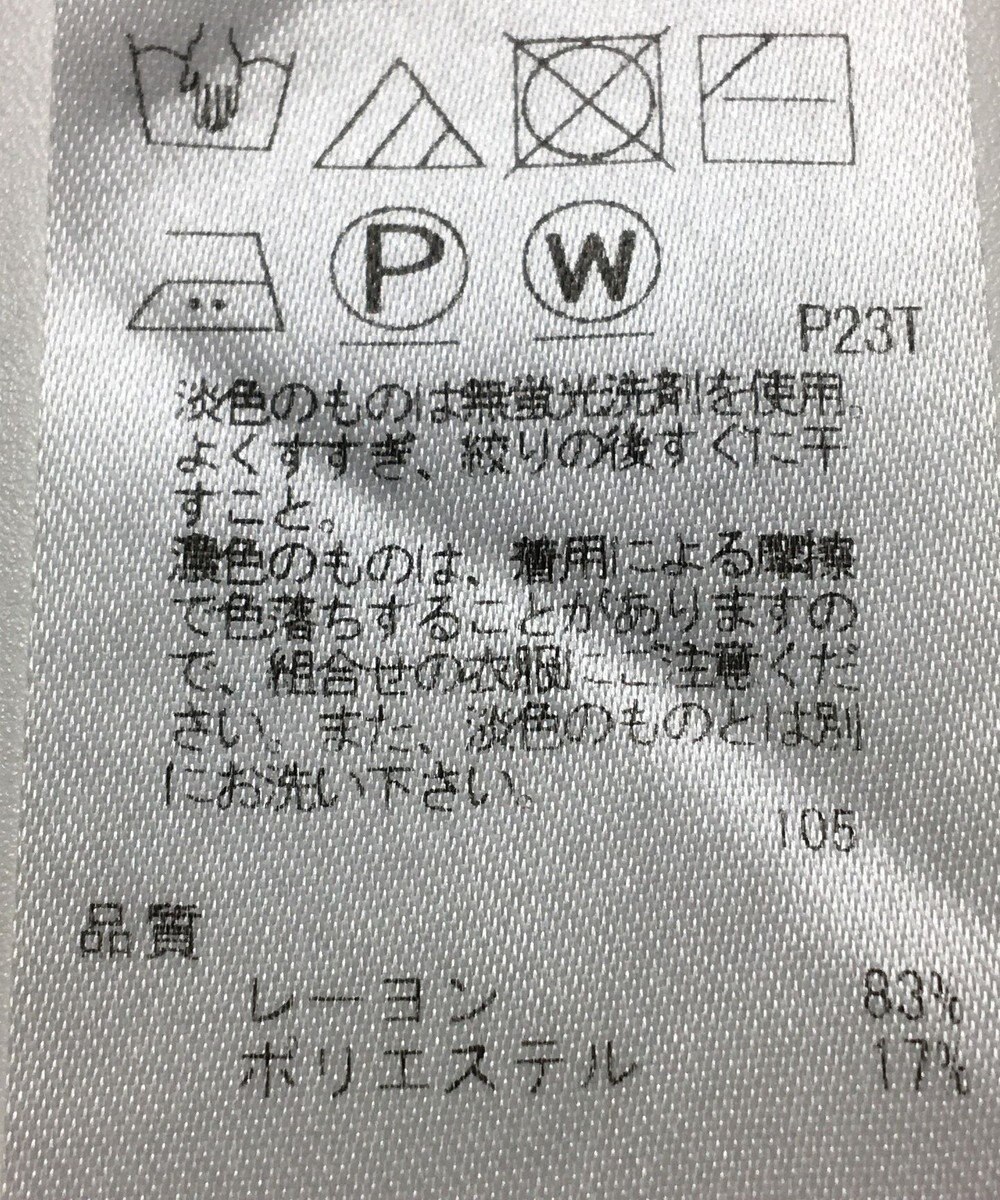 P W
P23T
淡色のものは無蛍光洗剤を使用。
よくすすぎ、絞りの後すぐに干
すこと。
濃色のものは、着用による摩擦
で色落ちすることがありますの
で、組合せの衣服にご注意くだ
さい。また、淡色のものとは別
にお洗い下さい。
105
品質
レーヨン 83%
ポリエステル 17%